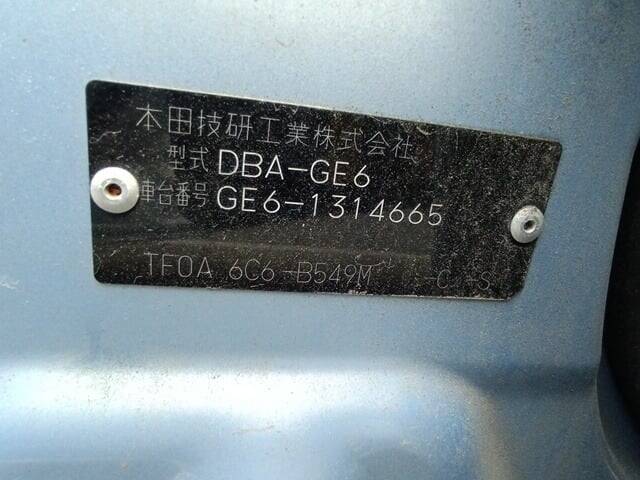 本田技研工業株式会社
型式 DBA-GE6
車台番号 GE6-1314665
TF0A 6C6-B549M -C -S